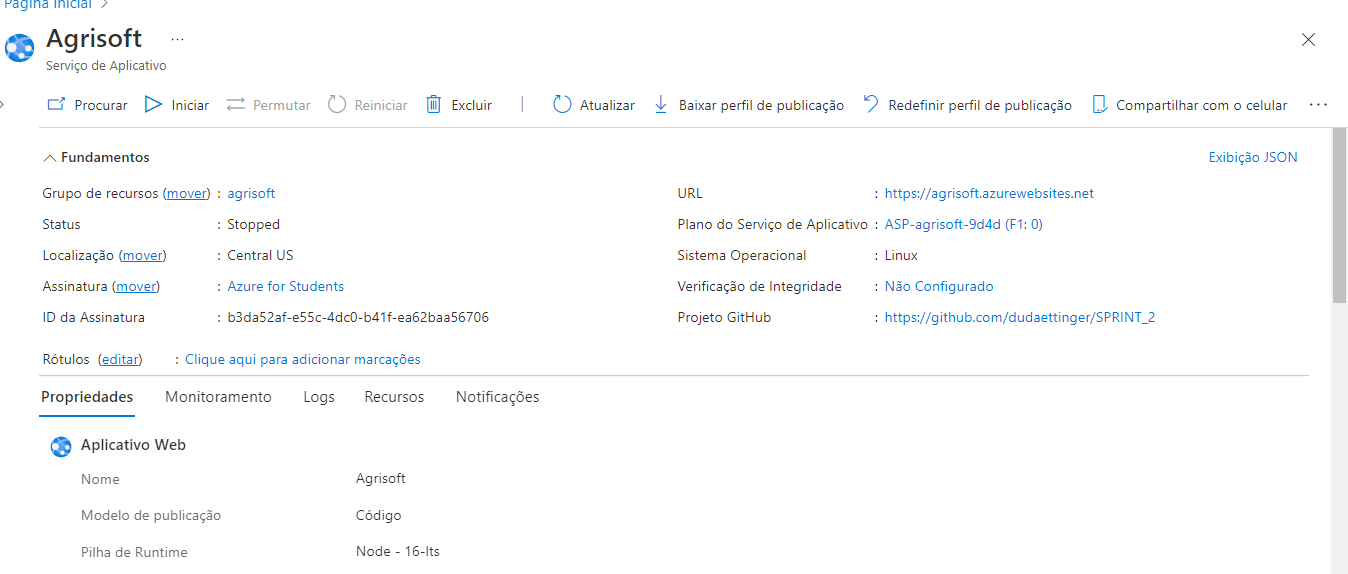 Página inicial >
Agrisoft ...
Serviço de Aplicativo
Procurar Iniciar Permutar Reiniciar Excluir | Atualizar Baixar perfil de publicação Redefinir perfil de publicação Compartilhar com o celular ...
Fundamentos Exibição JSON
Grupo de recursos (mover) : agrisoft URL : https://agrisoft.azurewebsites.net
Status : Stopped Plano do Serviço de Aplicativo : ASP-agrisoft-9d4d (F1: 0)
Localização (mover) : Central US Sistema Operacional : Linux
Assinatura (mover) : Azure for Students Verificação de Integridade : Não Configurado
ID da Assinatura : b3da52af-e55c-4dc0-b41f-ea62baa56706 Projeto GitHub : https://github.com/dudaettinger/SPRINT_2
Rótulos (editar) : Clique aqui para adicionar marcações
Propriedades Monitoramento Logs Recursos Notificações
Aplicativo Web
Nome Agrisoft
Modelo de publicação Código
Pilha de Runtime Node - 16-lts